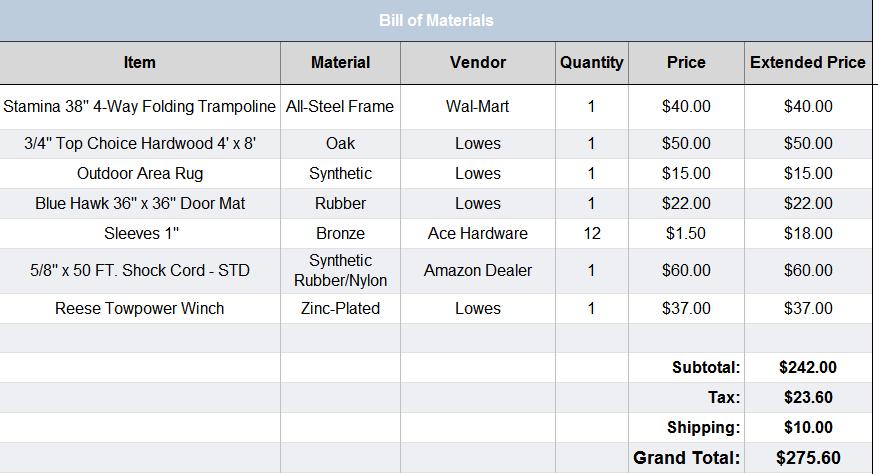 Bill of Materials
Item Material Vendor Quantity Price Extended Price
Stamina 38" 4-Way Folding Trampoline All-Steel Frame Wal-Mart 1 $40.00 $40.00
3/4" Top Choice Hardwood 4' x 8' Oak Lowes 1 $50.00 $50.00
Outdoor Area Rug Synthetic Lowes 1 $15.00 $15.00
Blue Hawk 36" x 36" Door Mat Rubber Lowes 1 $22.00 $22.00
Sleeves 1" Bronze Ace Hardware 12 $1.50 $18.00
5/8" x 50 FT. Shock Cord - STD Synthetic Rubber/Nylon Amazon Dealer 1 $60.00 $60.00
Reese Towpower Winch Zinc-Plated Lowes 1 $37.00 $37.00
Subtotal: $242.00
Tax: $23.60
Shipping: $10.00
Grand Total: $275.60